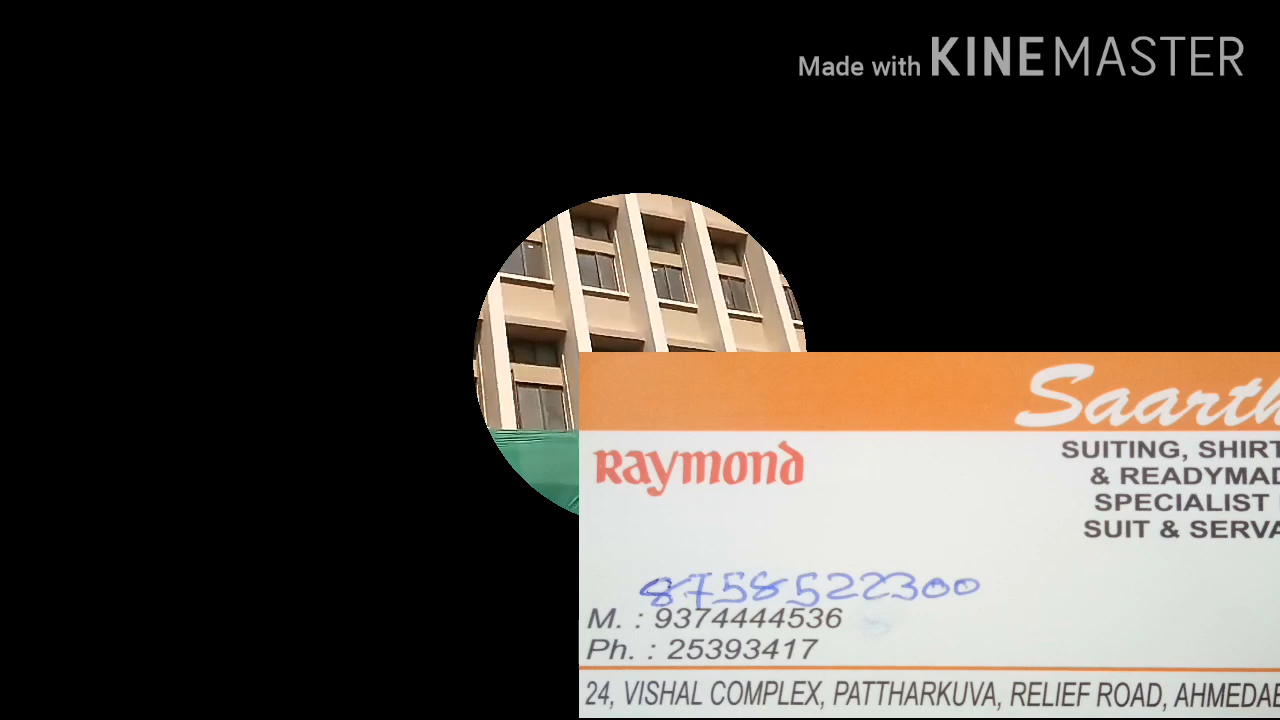 Made with KINEMASTER
Saarth
Raymond
SUITING, SHIRT
& READYMAD
SPECIALIST
SUIT & SERVA
8758522300
M. : 9374444536
Ph. : 25393417
24, VISHAL COMPLEX, PATTHARKUVA, RELIEF ROAD, AHMEDAB